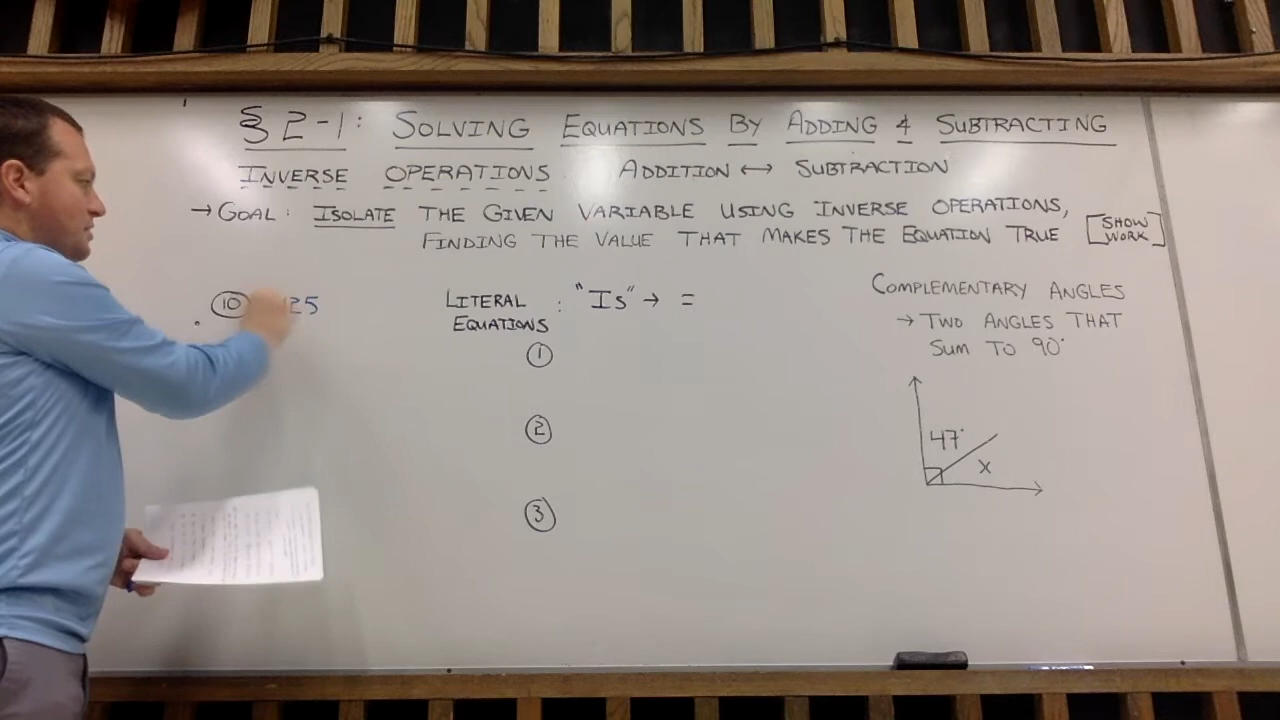 § 2-1: SOLVING EQUATIONS BY ADDING & SUBTRACTING
INVERSE OPERATIONS ADDITION ↔ SUBTRACTION
→ GOAL: ISOLATE THE GIVEN VARIABLE USING INVERSE OPERATIONS,
FINDING THE VALUE THAT MAKES THE EQUATION TRUE [SHOW WORK]
10 25
LITERAL EQUATIONS : "IS" → =
1
2
3
COMPLEMENTARY ANGLES
→ TWO ANGLES THAT
SUM TO 90°
47°
x